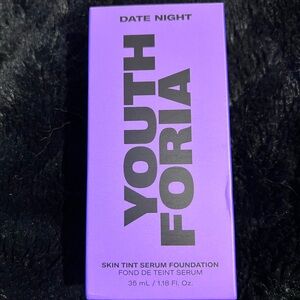 DATE NIGHT
YOUTH
FORIA
SKIN TINT SERUM FOUNDATION
FOND DE TEINT SERUM
35 mL / 1.18 Fl. Oz.